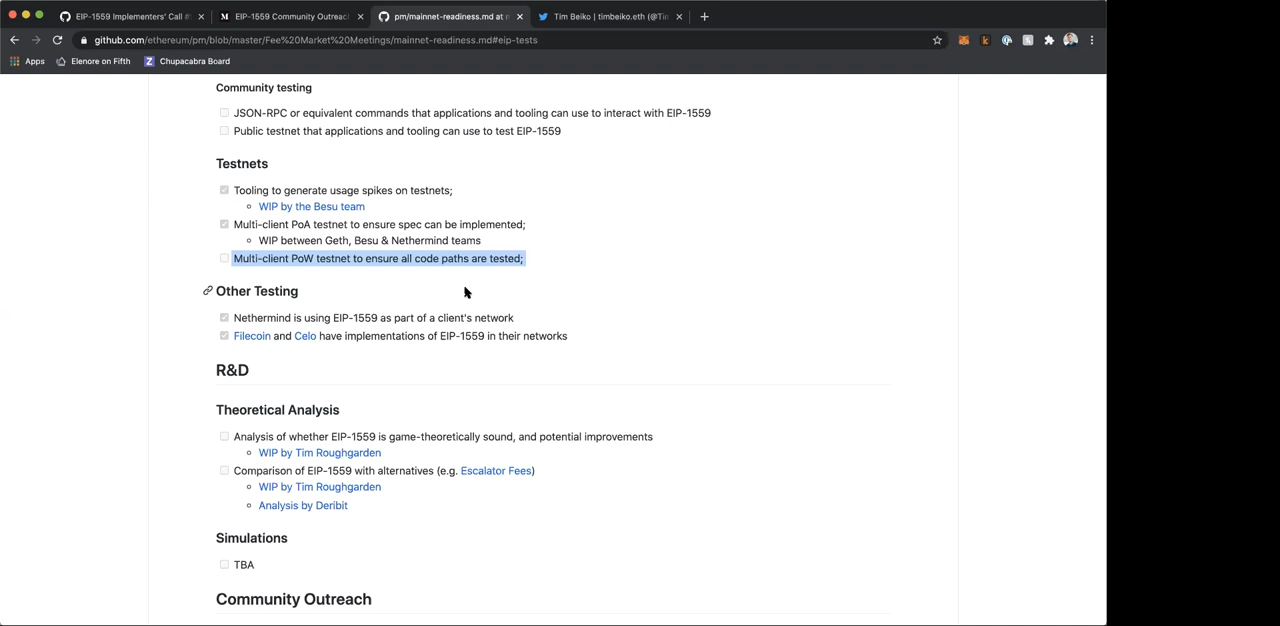 EIP-1559 Implementers' Call #
EIP-1559 Community Outreac
pm/mainnet-readiness.md at
Tim Beiko | timbeiko.eth (@Tim
github.com/ethereum/pm/blob/master/Fee%20Market%20Meetings/mainnet-readiness.md#eip-tests
Apps
Elenore on Fifth
Chupacabra Board
Community testing
JSON-RPC or equivalent commands that applications and tooling can use to interact with EIP-1559
Public testnet that applications and tooling can use to test EIP-1559
Testnets
Tooling to generate usage spikes on testnets;
WIP by the Besu team
Multi-client PoA testnet to ensure spec can be implemented;
WIP between Geth, Besu & Nethermind teams
Multi-client PoW testnet to ensure all code paths are tested;
Other Testing
Nethermind is using EIP-1559 as part of a client's network
Filecoin and Celo have implementations of EIP-1559 in their networks
R&D
Theoretical Analysis
Analysis of whether EIP-1559 is game-theoretically sound, and potential improvements
WIP by Tim Roughgarden
Comparison of EIP-1559 with alternatives (e.g. Escalator Fees)
WIP by Tim Roughgarden
Analysis by Deribit
Simulations
TBA
Community Outreach